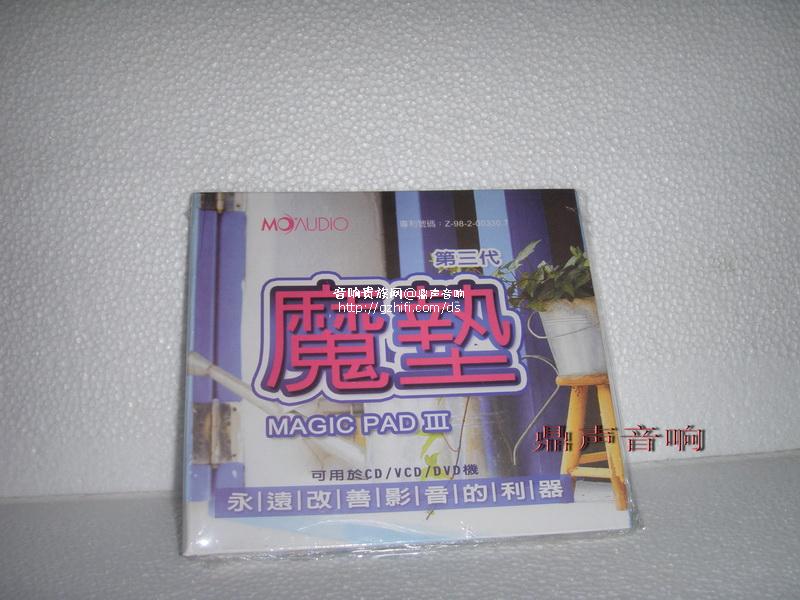 MO AUDIO
專利號碼：Z-98-2-00330.7
第三代
音响贵族网@鼎声音响
http://gzhifi.com/ds
魔墊
MAGIC PAD III
鼎声音响
可用於CD/VCD/DVD機
永|遠|改|善|影|音|的|利|器